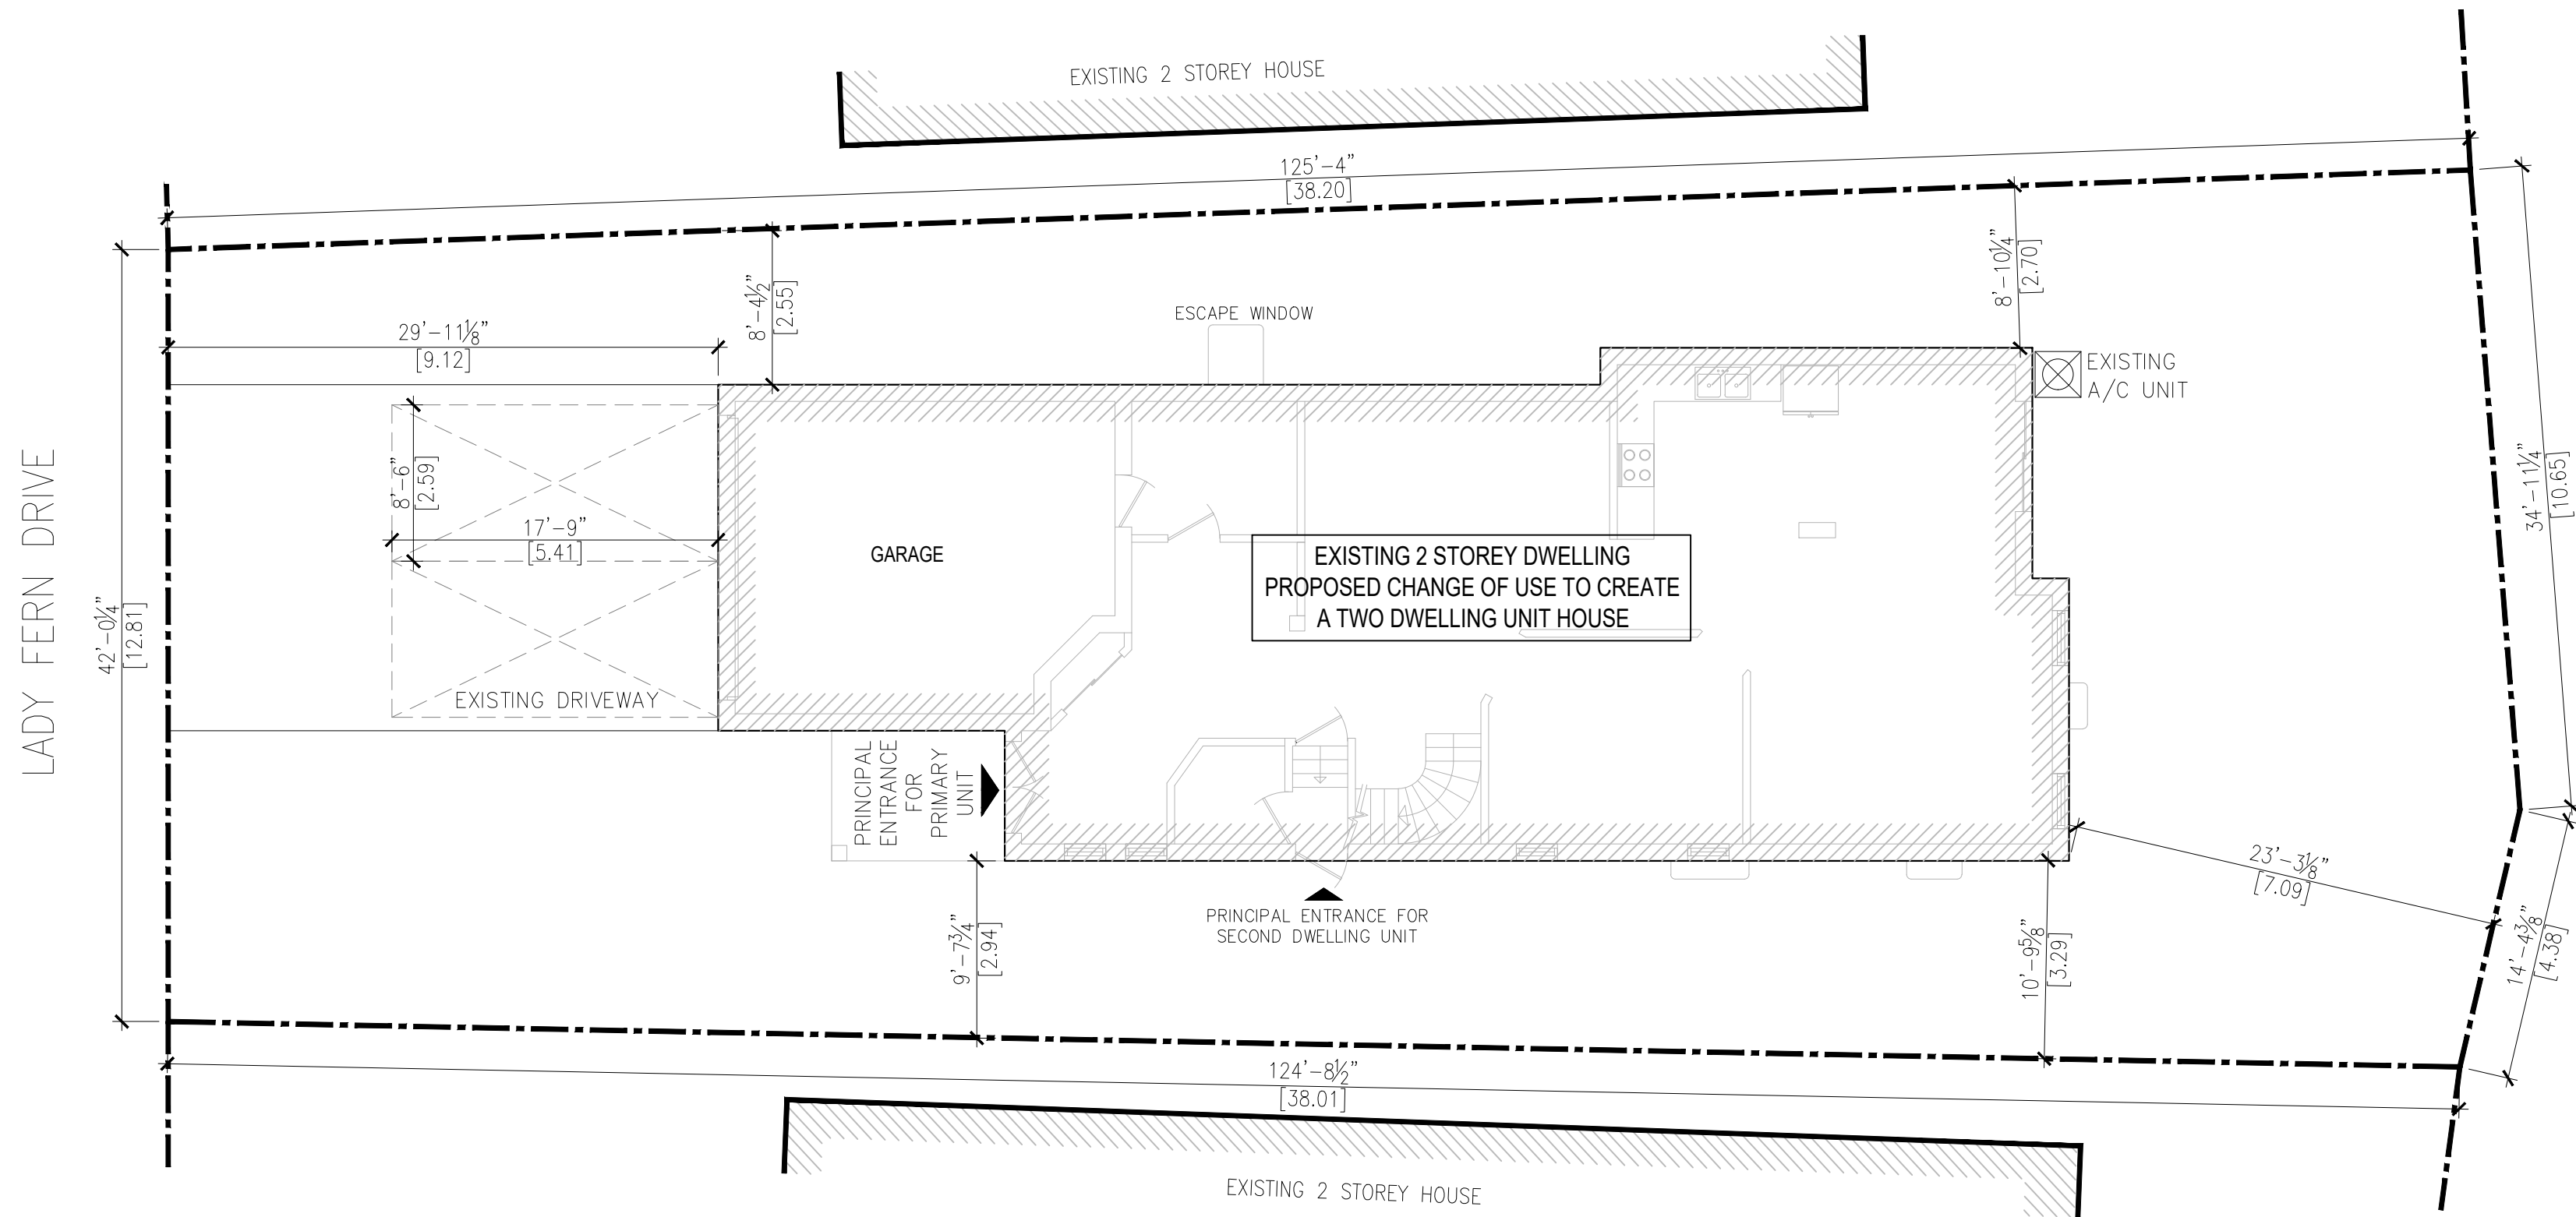 EXISTING 2 STOREY HOUSE
125'-4"
[38.20]
8'-4½"
[2.55]
8'-10¼"
[2.70]
ESCAPE WINDOW
29'-11⅛"
[9.12]
EXISTING
A/C UNIT
LADY FERN DRIVE
42'-0¼"
[12.81]
8'-6"
[2.59]
17'-9"
[5.41]
EXISTING DRIVEWAY
GARAGE
EXISTING 2 STOREY DWELLING
PROPOSED CHANGE OF USE TO CREATE
A TWO DWELLING UNIT HOUSE
34'-11¼"
[10.65]
PRINCIPAL
ENTRANCE
FOR
PRIMARY
UNIT
PRINCIPAL ENTRANCE FOR
SECOND DWELLING UNIT
9'-7¾"
[2.94]
10'-9⅝"
[3.29]
23'-3⅛"
[7.09]
14'-4⅜"
[4.38]
124'-8½"
[38.01]
EXISTING 2 STOREY HOUSE